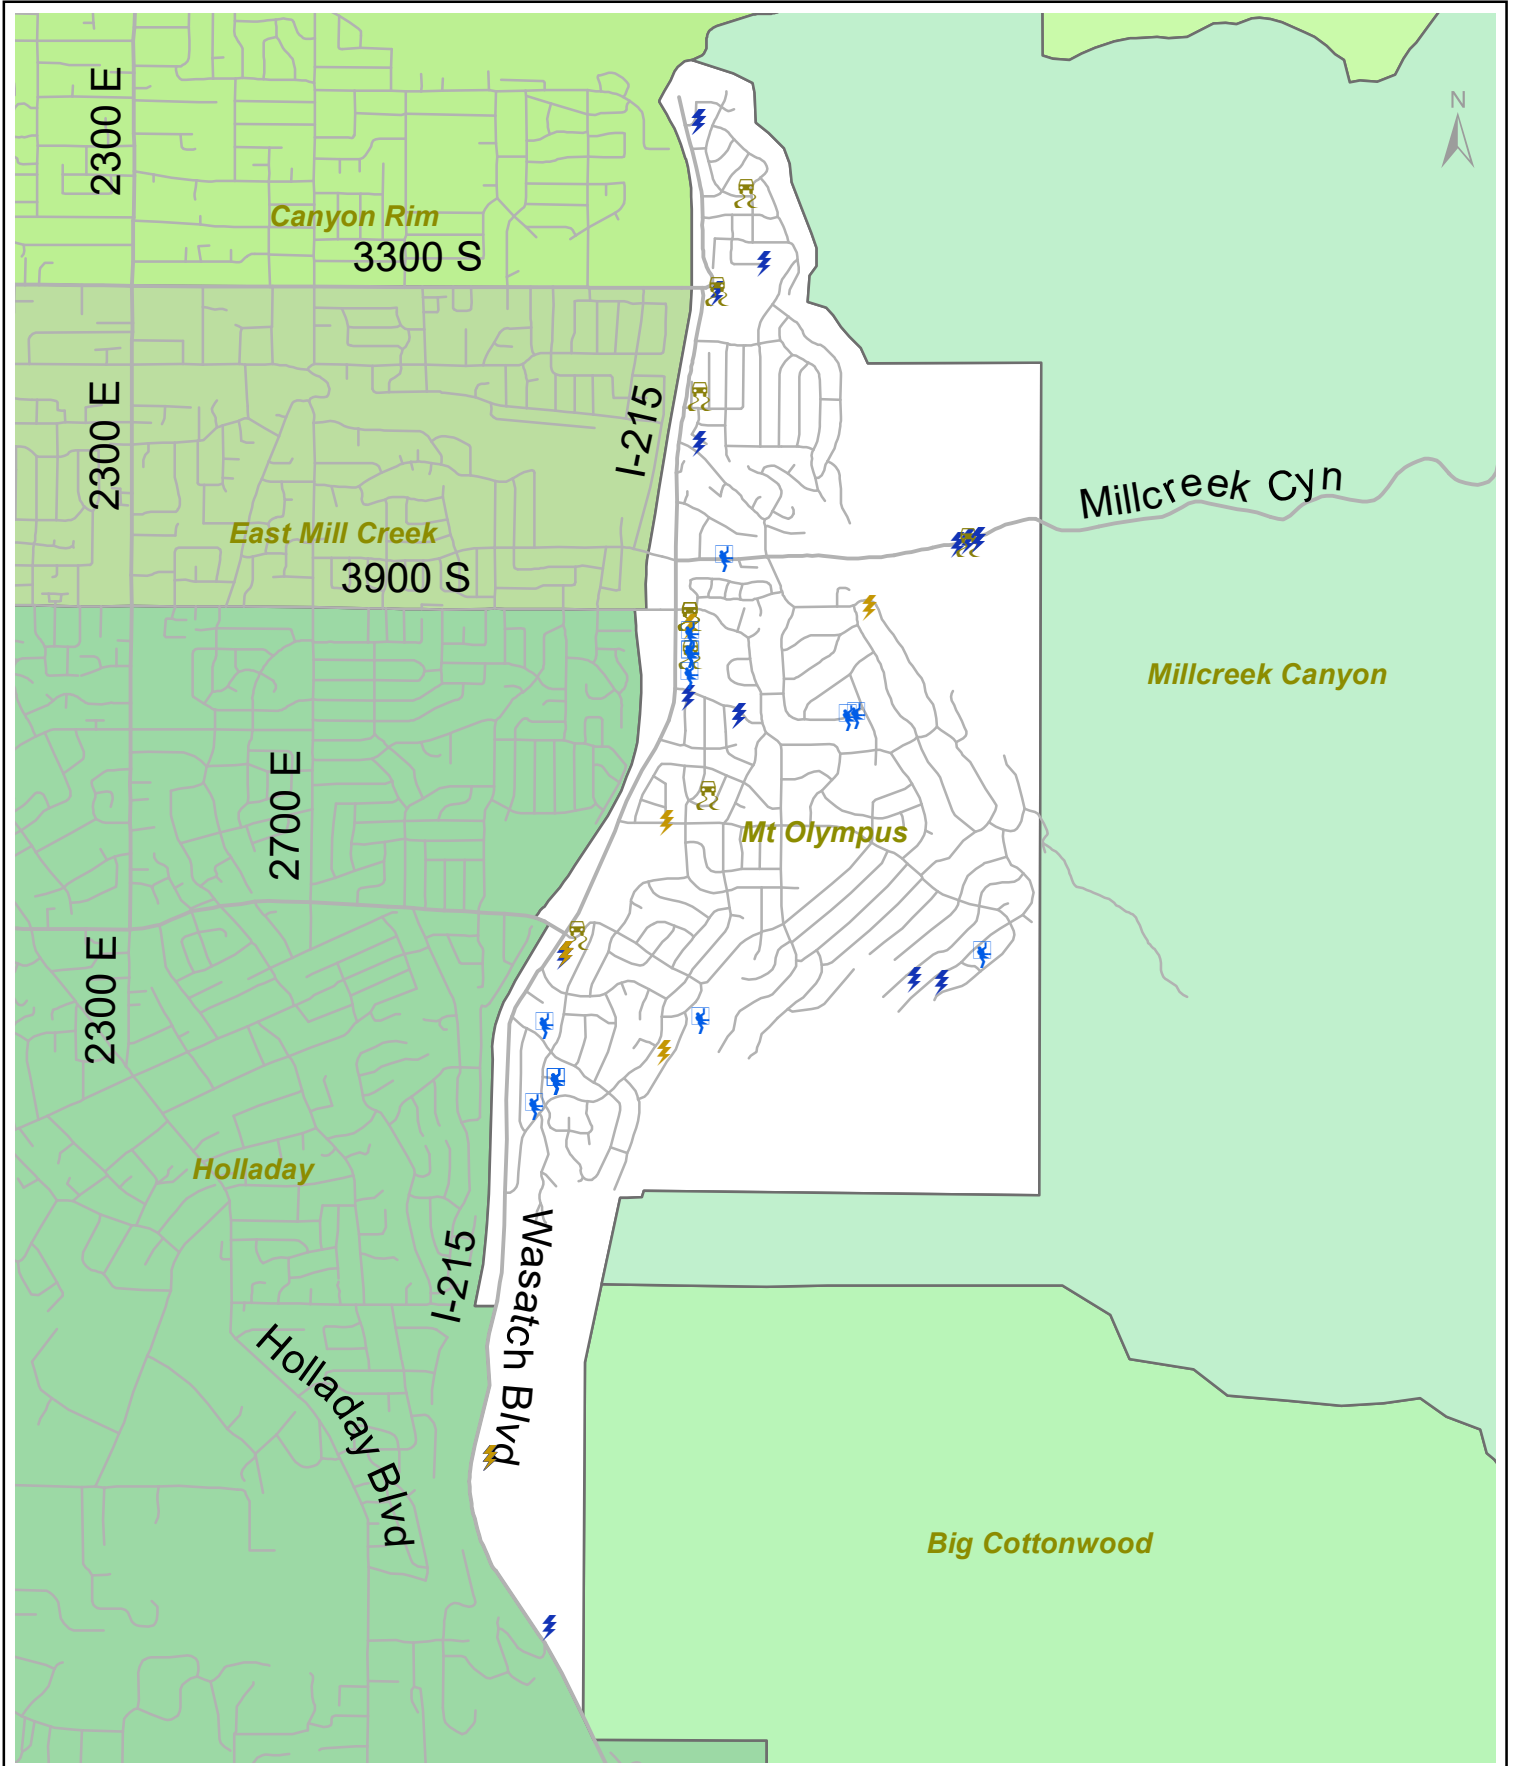 N
2300 E
Canyon Rim
3300 S
2300 E
I-215
Millcreek Cyn
East Mill Creek
3900 S
Millcreek Canyon
2700 E
Mt Olympus
2300 E
Holladay
I-215
Wasatch Blvd
Holladay Blvd
Big Cottonwood